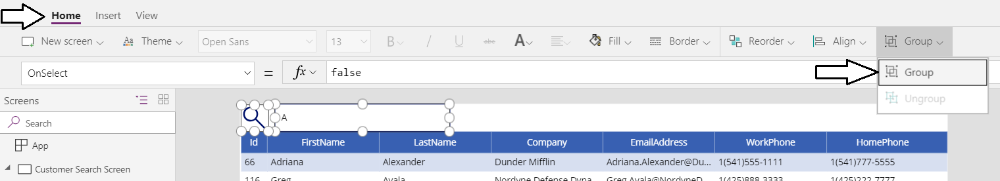 Home Insert View
New screen Theme Open Sans 13 B / U abc A Fill Border Reorder Align Group
OnSelect = fx false
Group
Ungroup
Screens
Search
App
Customer Search Screen
A
Id FirstName LastName Company EmailAddress WorkPhone HomePhone
66 Adriana Alexander Dunder Mifflin Adriana.Alexander@Du... 1(541)555-1111 1(541)777-5555
116 Greg Ayala Nordyne Defense Dyna Greg.Ayala@NordyneD 1(425)888-3333 1(425)222-7777